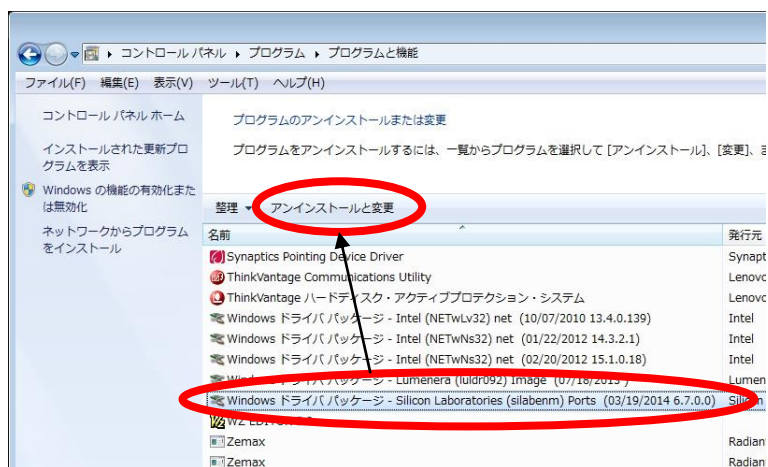 コントロール パネル ▸ プログラム ▸ プログラムと機能
ファイル(F) 編集(E) 表示(V) ツール(T) ヘルプ(H)
コントロール パネル ホーム
インストールされた更新プロ
グラムを表示
Windows の機能の有効化また
は無効化
ネットワークからプログラム
をインストール
プログラムのアンインストールまたは変更
プログラムをアンインストールするには、一覧からプログラムを選択して [アンインストール]、[変更]、ま
整理 ▼ アンインストールと変更
名前 発行元
Synaptics Pointing Device Driver Synapt
ThinkVantage Communications Utility Lenovo
ThinkVantage ハードディスク・アクティブプロテクション・システム Lenovo
Windows ドライバ パッケージ - Intel (NETwLv32) net (10/07/2010 13.4.0.139) Intel
Windows ドライバ パッケージ - Intel (NETwNs32) net (01/22/2012 14.3.2.1) Intel
Windows ドライバ パッケージ - Intel (NETwNs32) net (02/20/2012 15.1.0.18) Intel
Windows ドライバ パッケージ - Lumenera (luldr092) Image (07/18/2013 ) Lumen
Windows ドライバ パッケージ - Silicon Laboratories (silabenm) Ports (03/19/2014 6.7.0.0) Silicon
WZ EDITOR
Zemax Radian
Zemax Radian